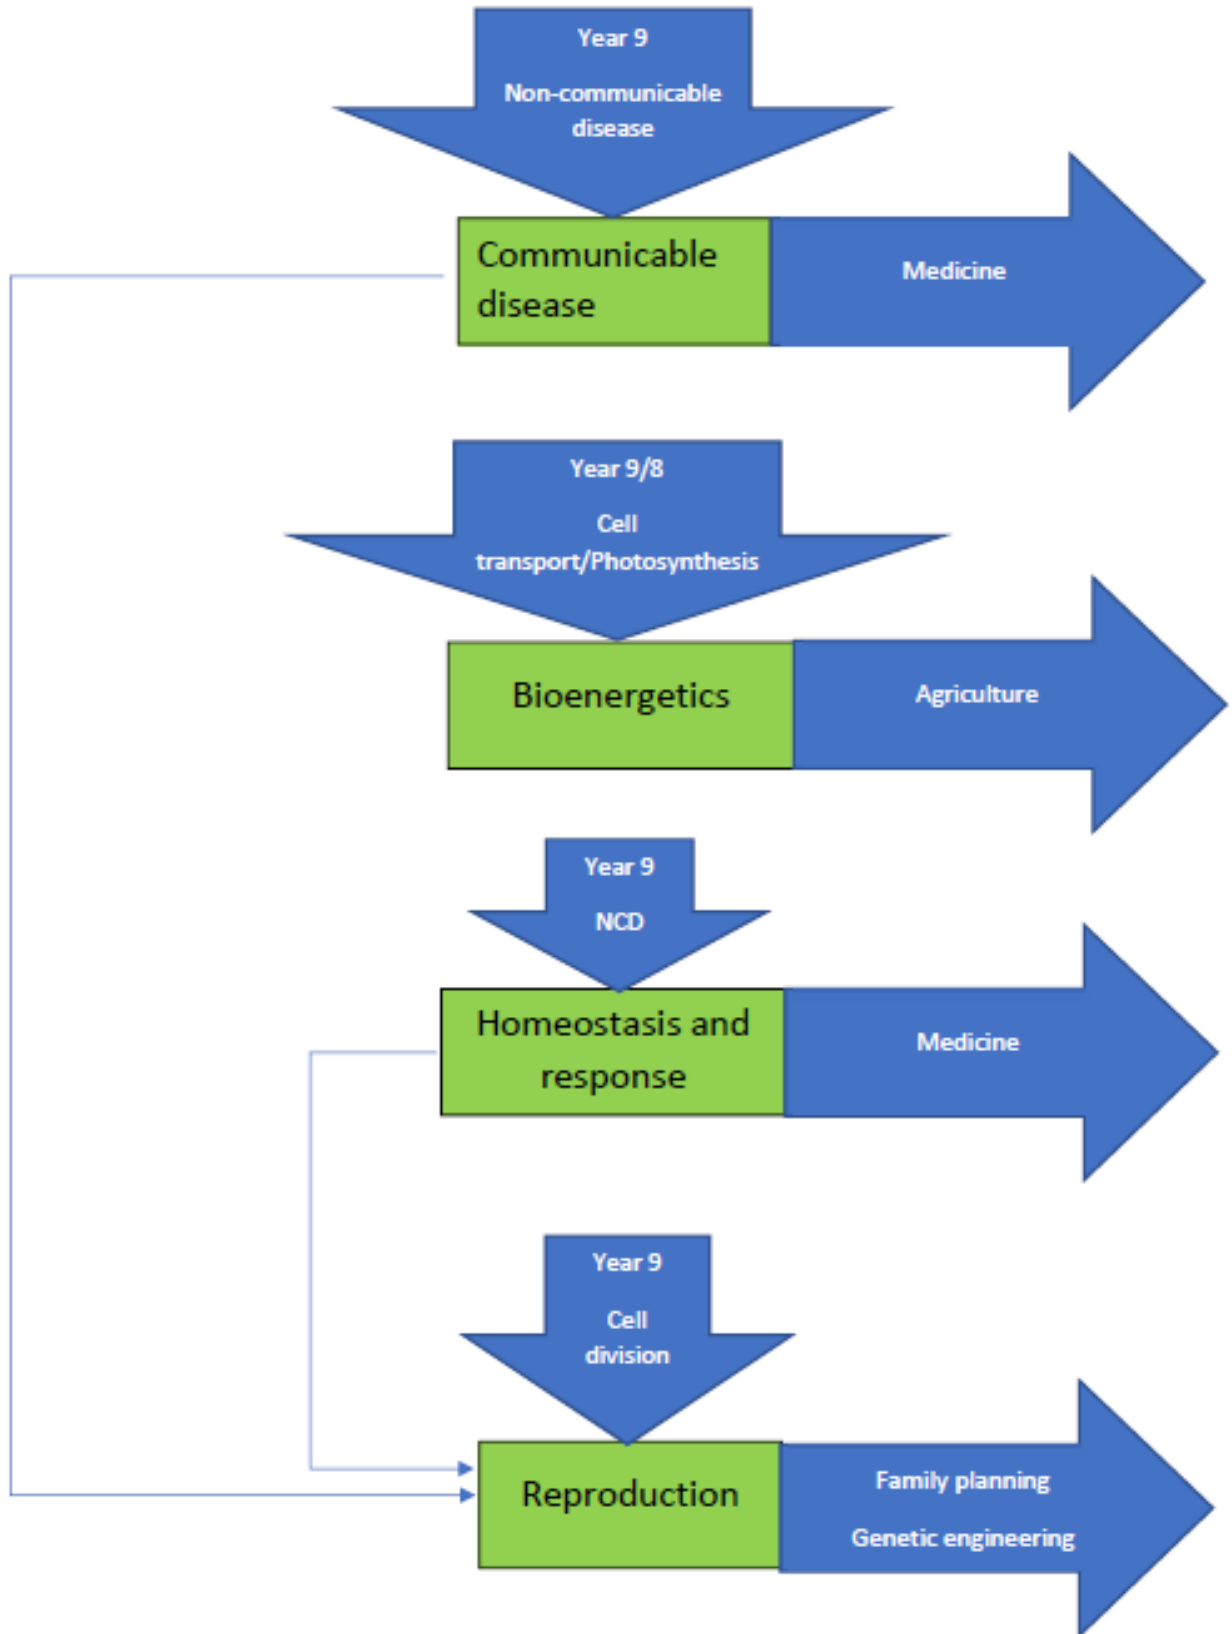 Year 9
Non-communicable
disease
Communicable
disease
Medicine
Year 9/8
Cell
transport/Photosynthesis
Bioenergetics
Agriculture
Year 9
NCD
Homeostasis and
response
Medicine
Year 9
Cell
division
Reproduction
Family planning
Genetic engineering